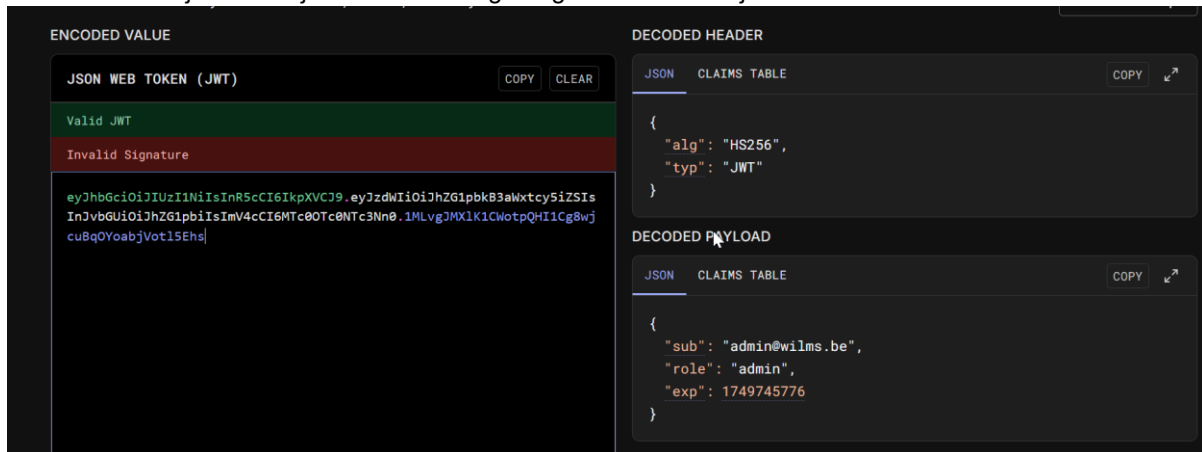 ENCODED VALUE
JSON WEB TOKEN (JWT)
COPY
CLEAR
Valid JWT
Invalid Signature
eyJhbGciOiJIUzI1NiIsInR5cCI6IkpXVCJ9.eyJzdWIiOiJhZG1pbkB3aWxtcy5iZSIs
InJvbGUiOiJhZG1pbiIsImV4cCI6MTc0OTc0NTc3Nn0.1MLvgJMXlK1CWotpQHI1Cg8wj
cuBqOYoabjVotl5Ehs
DECODED HEADER
JSON
CLAIMS TABLE
COPY
{
"alg": "HS256",
"typ": "JWT"
}
DECODED PAYLOAD
JSON
CLAIMS TABLE
COPY
{
"sub": "admin@wilms.be",
"role": "admin",
"exp": 1749745776
}